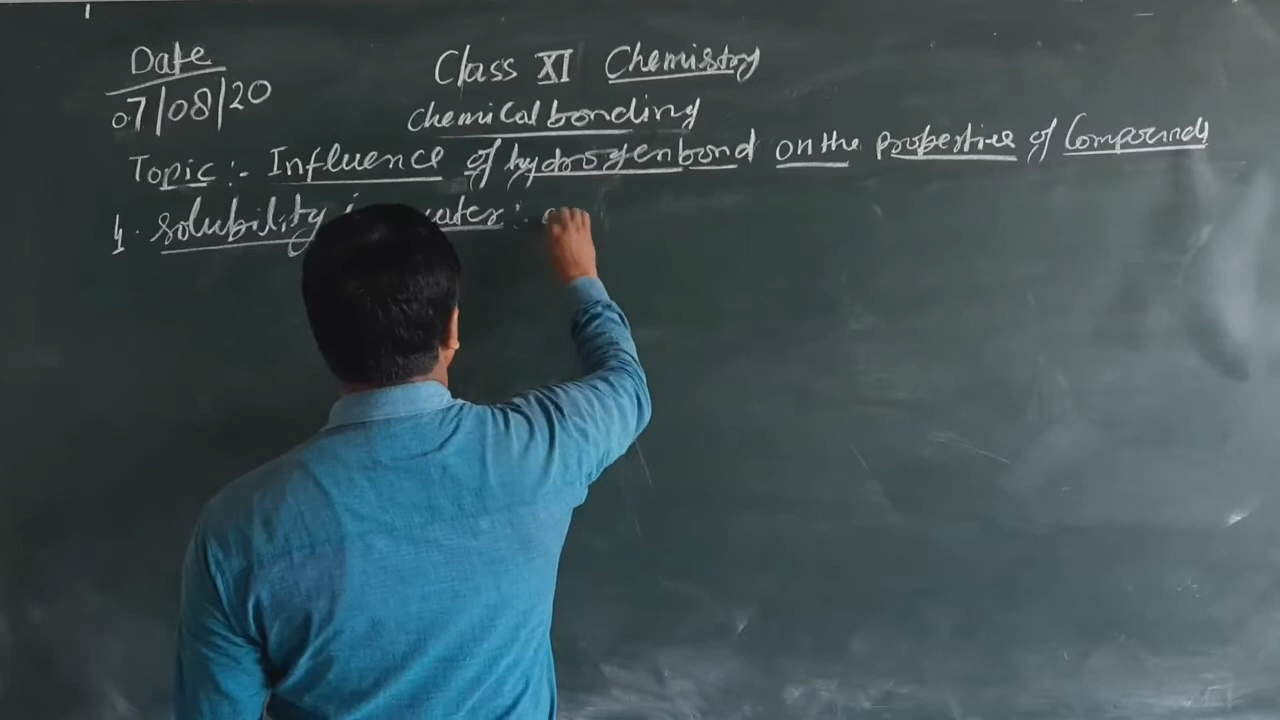 Date
07/08/20
Class XI Chemistry
Chemical bonding
Topic :- Influence of hydrogen bond on the properties of Compounds
1. Solubility :-